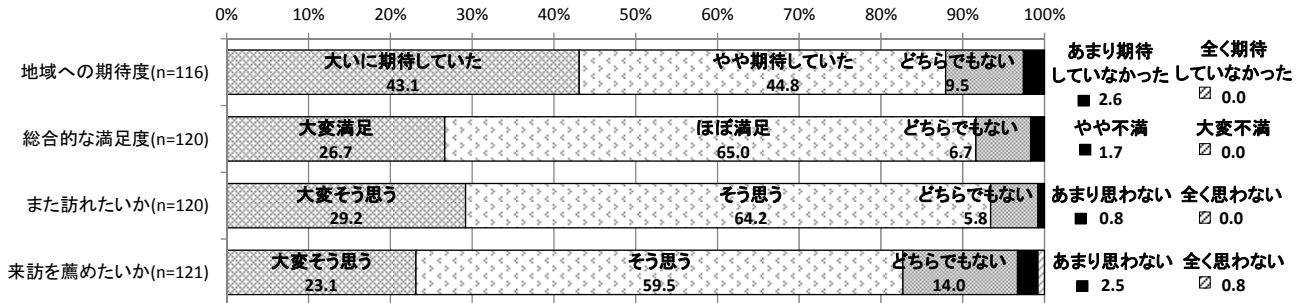 0% 10% 20% 30% 40% 50% 60% 70% 80% 90% 100%
地域への期待度(n=116)
大いに期待していた やや期待していた どちらでもない
43.1 44.8 9.5
あまり期待 全く期待
していなかった していなかった
2.6 0.0
総合的な満足度(n=120)
大変満足 ほぼ満足 どちらでもない
26.7 65.0 6.7
やや不満 大変不満
1.7 0.0
また訪れたいか(n=120)
大変そう思う そう思う どちらでもない
29.2 64.2 5.8
あまり思わない 全く思わない
0.8 0.0
来訪を薦めたいか(n=121)
大変そう思う そう思う どちらでもない
23.1 59.5 14.0
あまり思わない 全く思わない
2.5 0.8